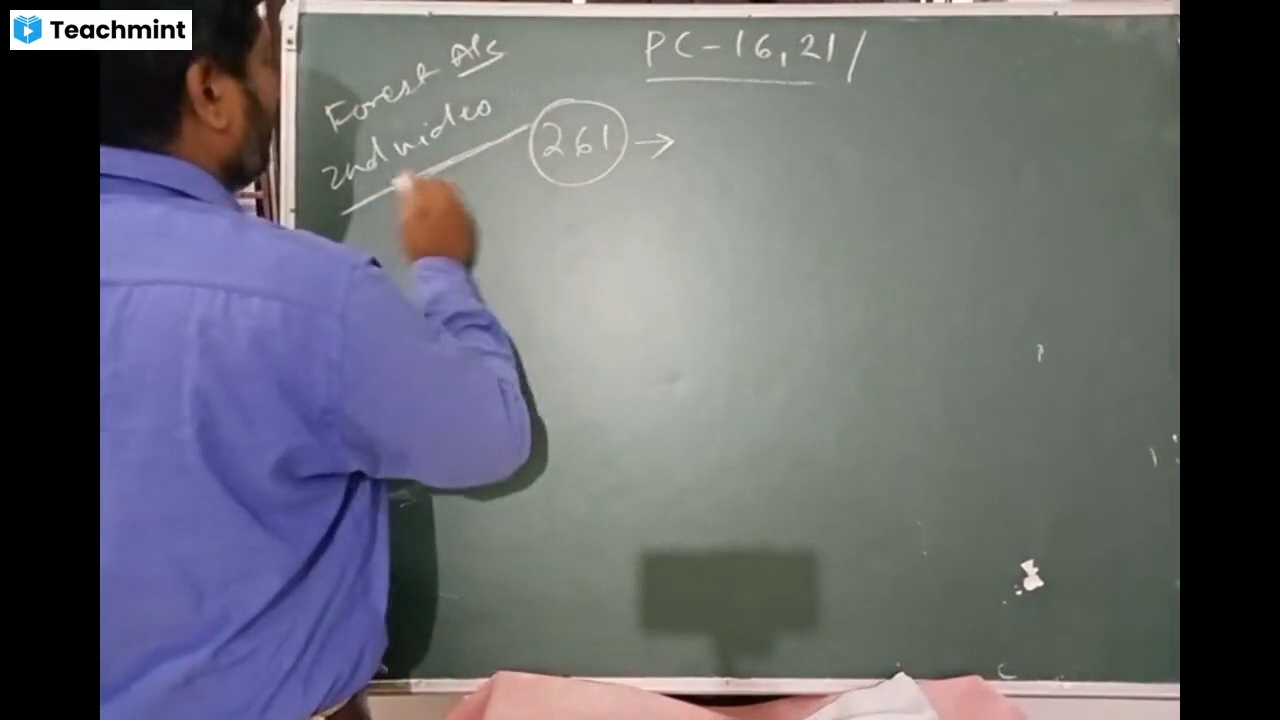 Teachmint
PC-16,21/
Forest APs
2nd video
261 →